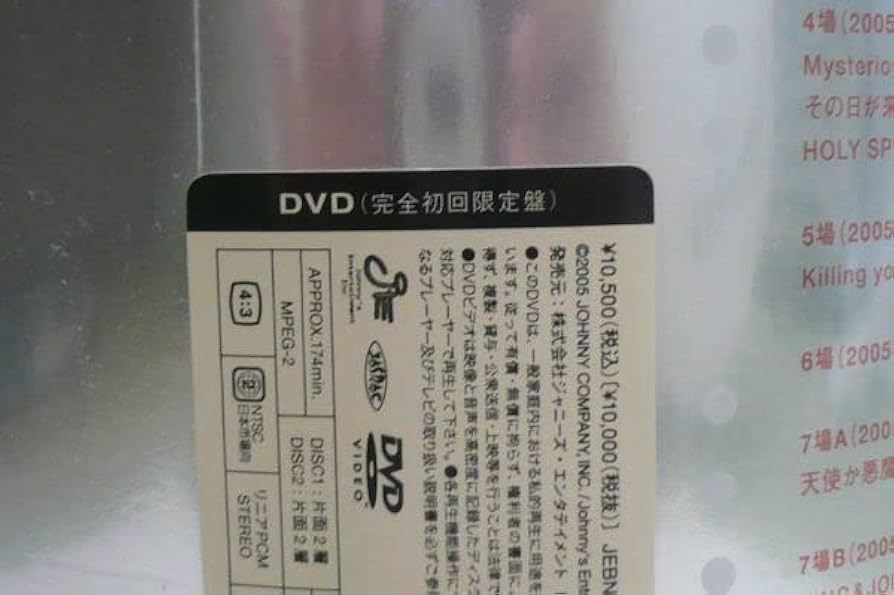 DVD(完全初回限定盤)
¥10,500(税込)[¥10,000(税抜)] JEBN
©2005 JOHNNY COMPANY, INC. / Johnny's Ente
発売元:株式会社ジャニーズ・エンタテイメント
●このDVDは、一般家庭内における私的再生に用途を
います。従って有償・無償に拘らず、権利者の書面に
得ず、複製・貸与・公衆送信・上映等を行うことは法律で
●DVDビデオは映像と音声を高密度に記録したディス
対応プレーヤーで再生して下さい。●各再生機能操作に
なるプレーヤー及びテレビの取り扱い説明書を必ずご参
Johnny's
Entertainment
JASRAC
DVD
VIDEO
APPROX.174min.
DISC1:片面2層
DISC2:片面2層
MPEG-2
リニアPCM
STEREO
4:3
2
NTSC
日本市場向
4場(2005
Mysterio
その日が来
HOLY SP
5場(2005
Killing yo
6場(2005
7場A(200
天使か悪魔
7場B(2005